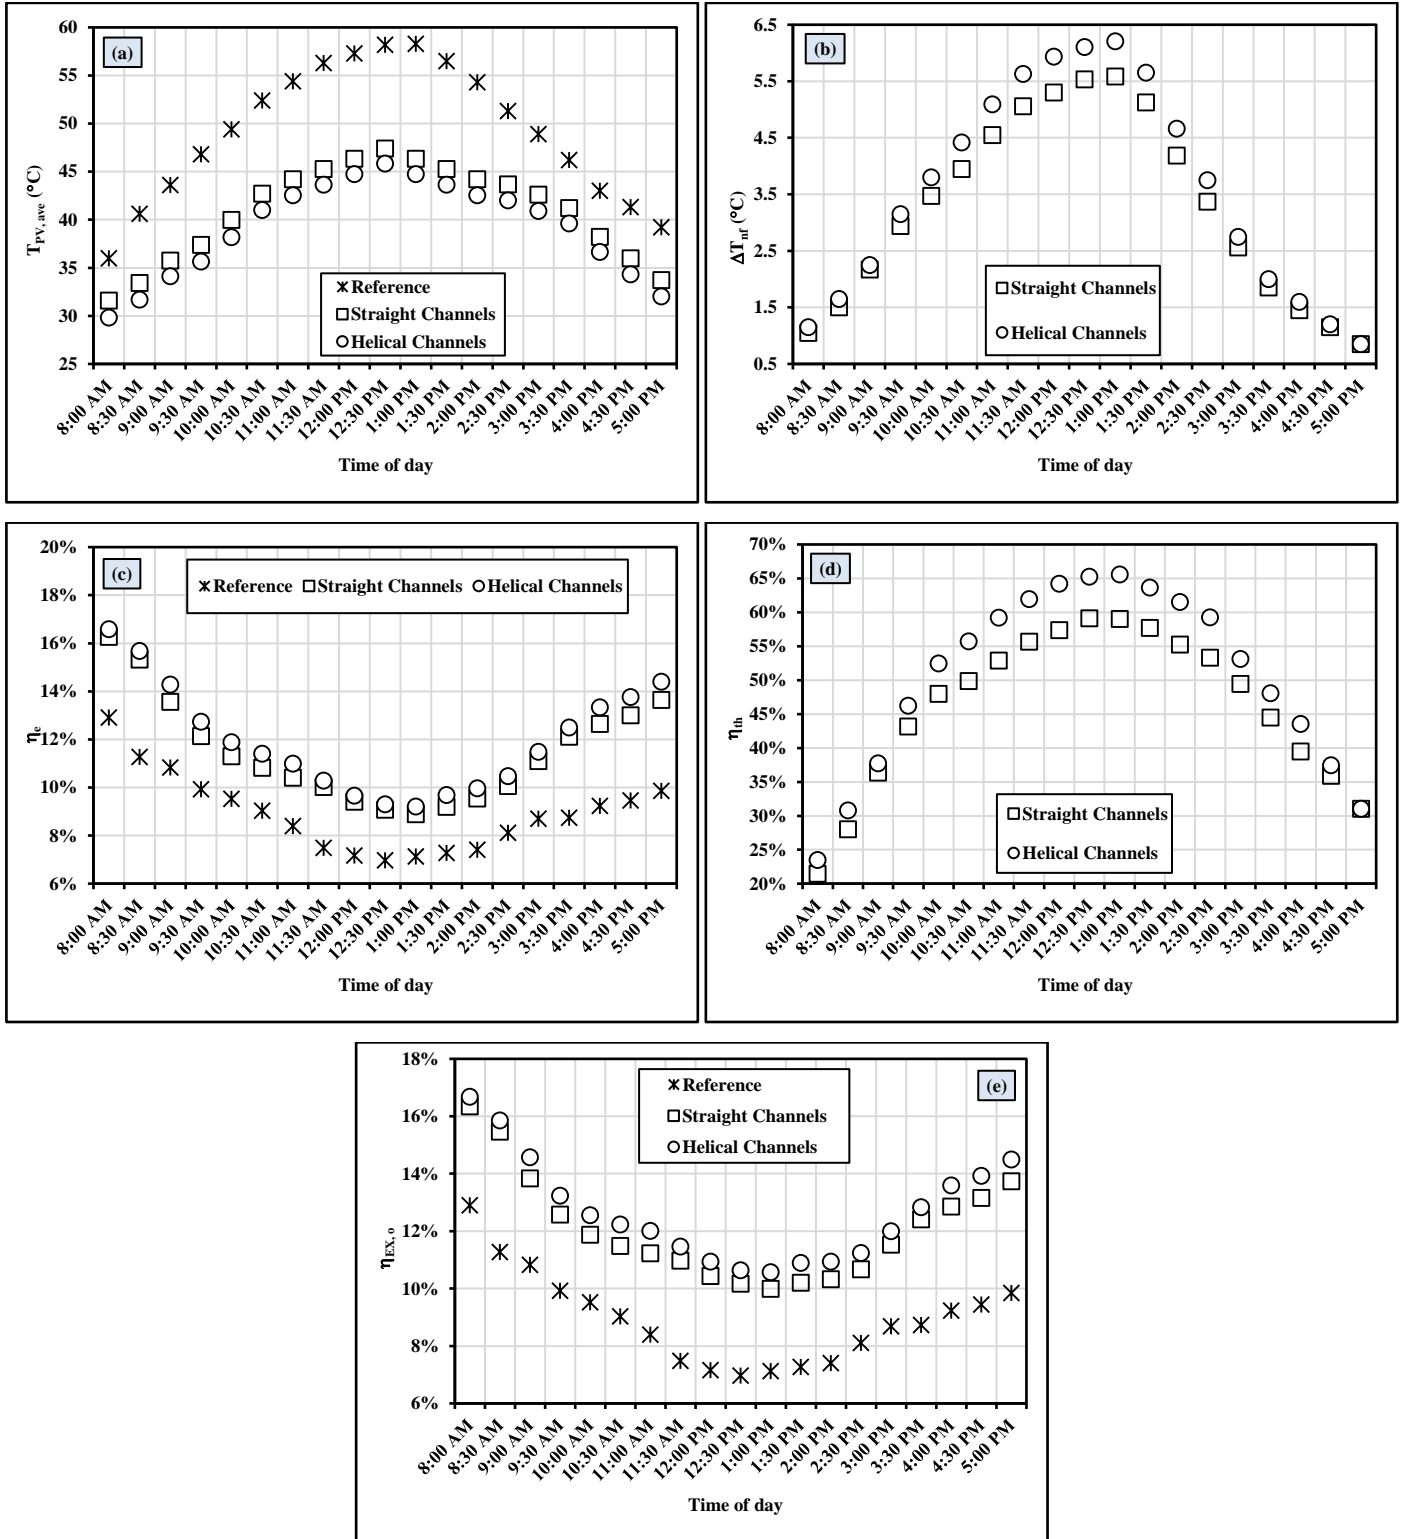 (a)
60
55
50
45
40
35
30
25
T_PV, ave (°C)
Reference
Straight Channels
Helical Channels
8:00 AM
8:30 AM
9:00 AM
9:30 AM
10:00 AM
10:30 AM
11:00 AM
11:30 AM
12:00 PM
12:30 PM
1:00 PM
1:30 PM
2:00 PM
2:30 PM
3:00 PM
3:30 PM
4:00 PM
4:30 PM
5:00 PM
Time of day
(b)
6.5
5.5
4.5
3.5
2.5
1.5
0.5
ΔT_nf (°C)
Straight Channels
Helical Channels
8:00 AM
8:30 AM
9:00 AM
9:30 AM
10:00 AM
10:30 AM
11:00 AM
11:30 AM
12:00 PM
12:30 PM
1:00 PM
1:30 PM
2:00 PM
2:30 PM
3:00 PM
3:30 PM
4:00 PM
4:30 PM
5:00 PM
Time of day
(c)
20%
18%
16%
14%
12%
10%
8%
6%
η_e
Reference Straight Channels Helical Channels
8:00 AM
8:30 AM
9:00 AM
9:30 AM
10:00 AM
10:30 AM
11:00 AM
11:30 AM
12:00 PM
12:30 PM
1:00 PM
1:30 PM
2:00 PM
2:30 PM
3:00 PM
3:30 PM
4:00 PM
4:30 PM
5:00 PM
Time of day
(d)
70%
65%
60%
55%
50%
45%
40%
35%
30%
25%
20%
η_th
Straight Channels
Helical Channels
8:00 AM
8:30 AM
9:00 AM
9:30 AM
10:00 AM
10:30 AM
11:00 AM
11:30 AM
12:00 PM
12:30 PM
1:00 PM
1:30 PM
2:00 PM
2:30 PM
3:00 PM
3:30 PM
4:00 PM
4:30 PM
5:00 PM
Time of day
(e)
18%
16%
14%
12%
10%
8%
6%
η_EX, o
Reference
Straight Channels
Helical Channels
8:00 AM
8:30 AM
9:00 AM
9:30 AM
10:00 AM
10:30 AM
11:00 AM
11:30 AM
12:00 PM
12:30 PM
1:00 PM
1:30 PM
2:00 PM
2:30 PM
3:00 PM
3:30 PM
4:00 PM
4:30 PM
5:00 PM
Time of day